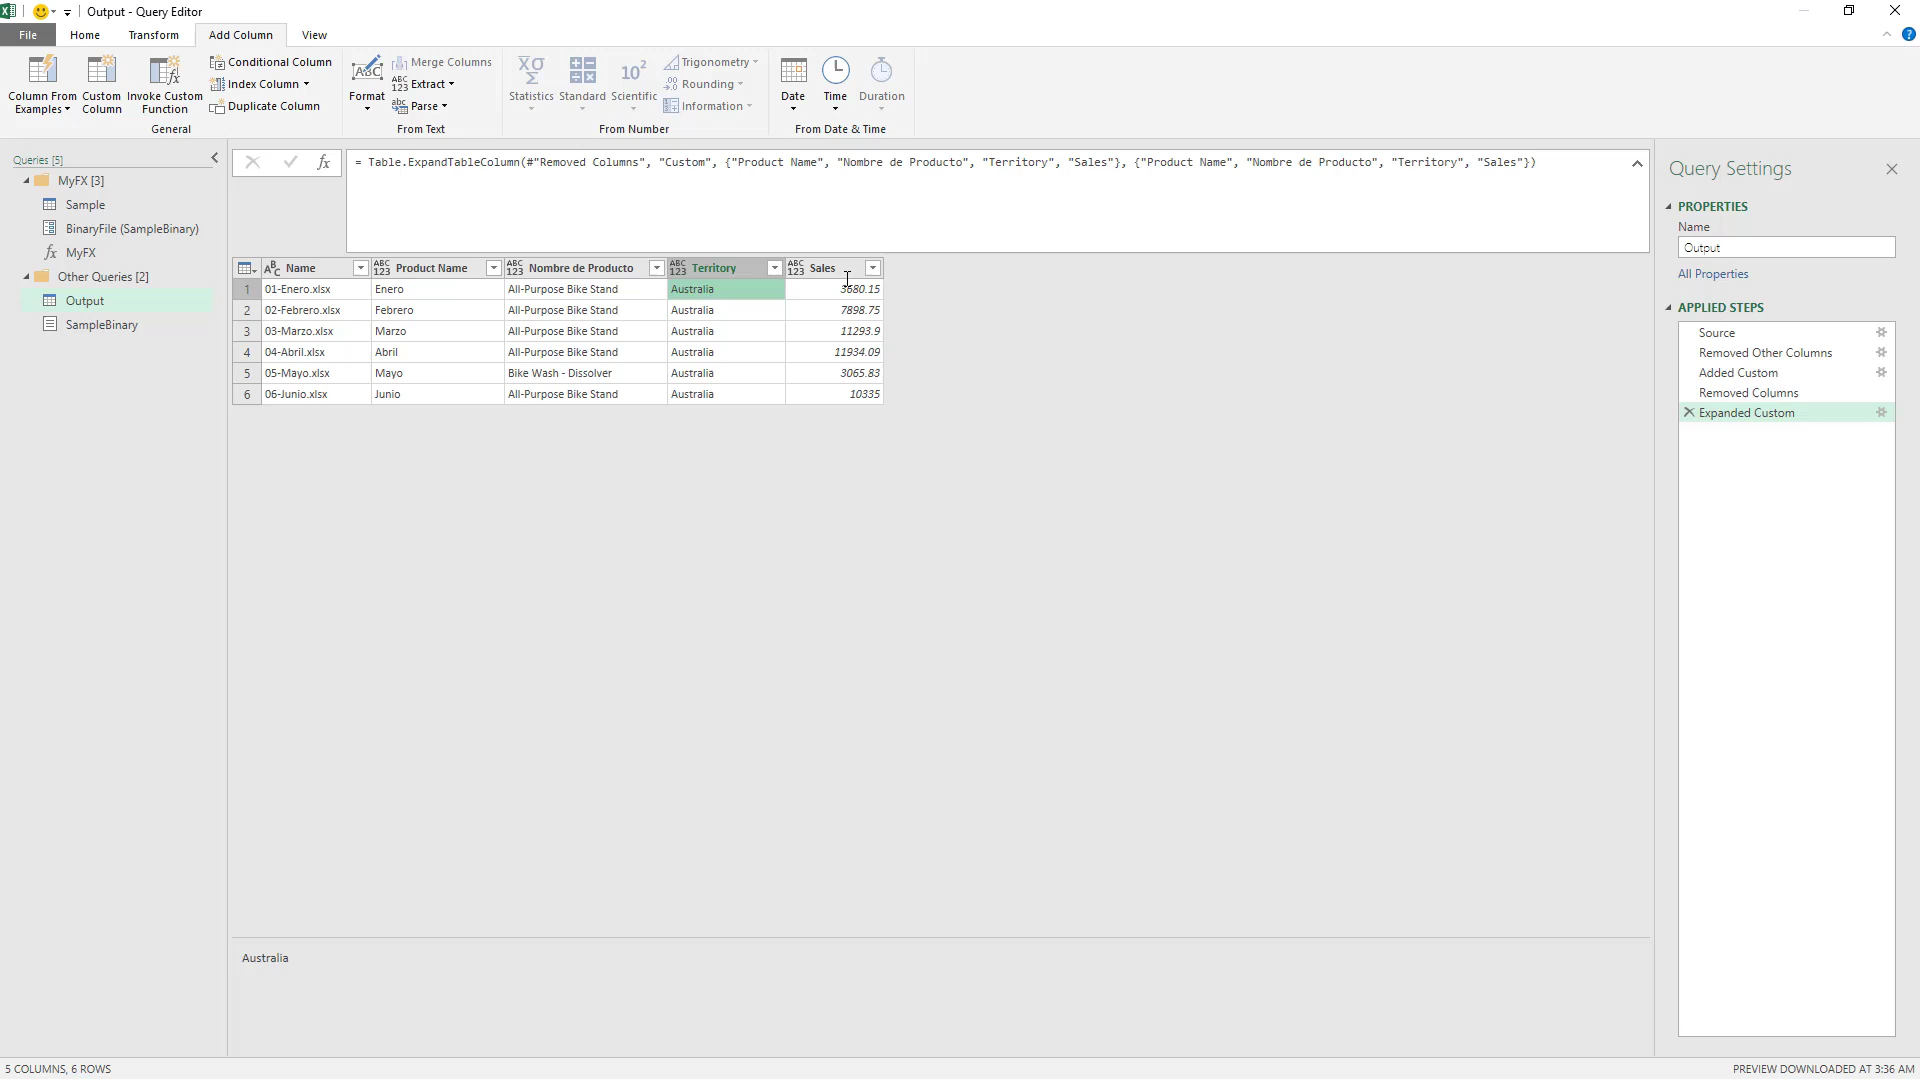 Output - Query Editor
File Home Transform Add Column View
Column From Examples
Custom Column
Invoke Custom Function
Conditional Column
Index Column
Duplicate Column
General
Format
Merge Columns
Extract
Parse
From Text
Statistics
Standard
Scientific
Trigonometry
Rounding
Information
From Number
Date
Time
Duration
From Date & Time
Queries [5]
MyFX [3]
Sample
BinaryFile (SampleBinary)
MyFX
Other Queries [2]
Output
SampleBinary
= Table.ExpandTableColumn(#"Removed Columns", "Custom", {"Product Name", "Nombre de Producto", "Territory", "Sales"}, {"Product Name", "Nombre de Producto", "Territory", "Sales"})
Name Product Name Nombre de Producto Territory Sales
1 01-Enero.xlsx Enero All-Purpose Bike Stand Australia 3680.15
2 02-Febrero.xlsx Febrero All-Purpose Bike Stand Australia 7898.75
3 03-Marzo.xlsx Marzo All-Purpose Bike Stand Australia 11293.9
4 04-Abril.xlsx Abril All-Purpose Bike Stand Australia 11934.09
5 05-Mayo.xlsx Mayo Bike Wash - Dissolver Australia 3065.83
6 06-Junio.xlsx Junio All-Purpose Bike Stand Australia 10335
Australia
Query Settings
PROPERTIES
Name
Output
All Properties
APPLIED STEPS
Source
Removed Other Columns
Added Custom
Removed Columns
Expanded Custom
5 COLUMNS, 6 ROWS
PREVIEW DOWNLOADED AT 3:36 AM